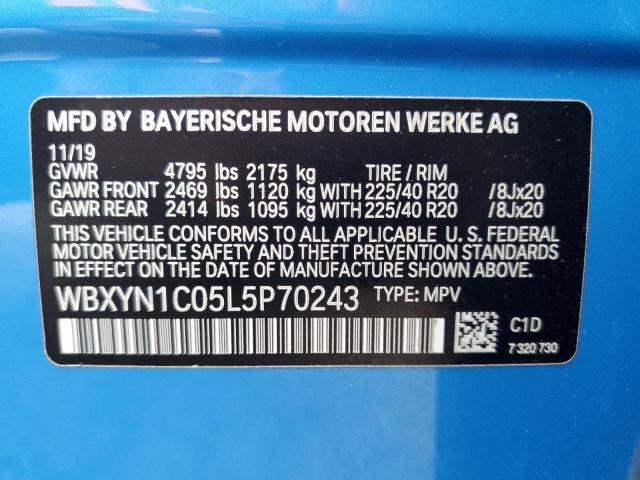 MFD BY BAYERISCHE MOTOREN WERKE AG
11/19
GVWR 4795 lbs 2175 kg TIRE / RIM
GAWR FRONT 2469 lbs 1120 kg WITH 225/40 R20 /8Jx20
GAWR REAR 2414 lbs 1095 kg WITH 225/40 R20 /8Jx20
THIS VEHICLE CONFORMS TO ALL APPLICABLE U. S. FEDERAL
MOTOR VEHICLE SAFETY AND THEFT PREVENTION STANDARDS
IN EFFECT ON THE DATE OF MANUFACTURE SHOWN ABOVE.
WBXYN1C05L5P70243 TYPE: MPV
C1D
7 320 730